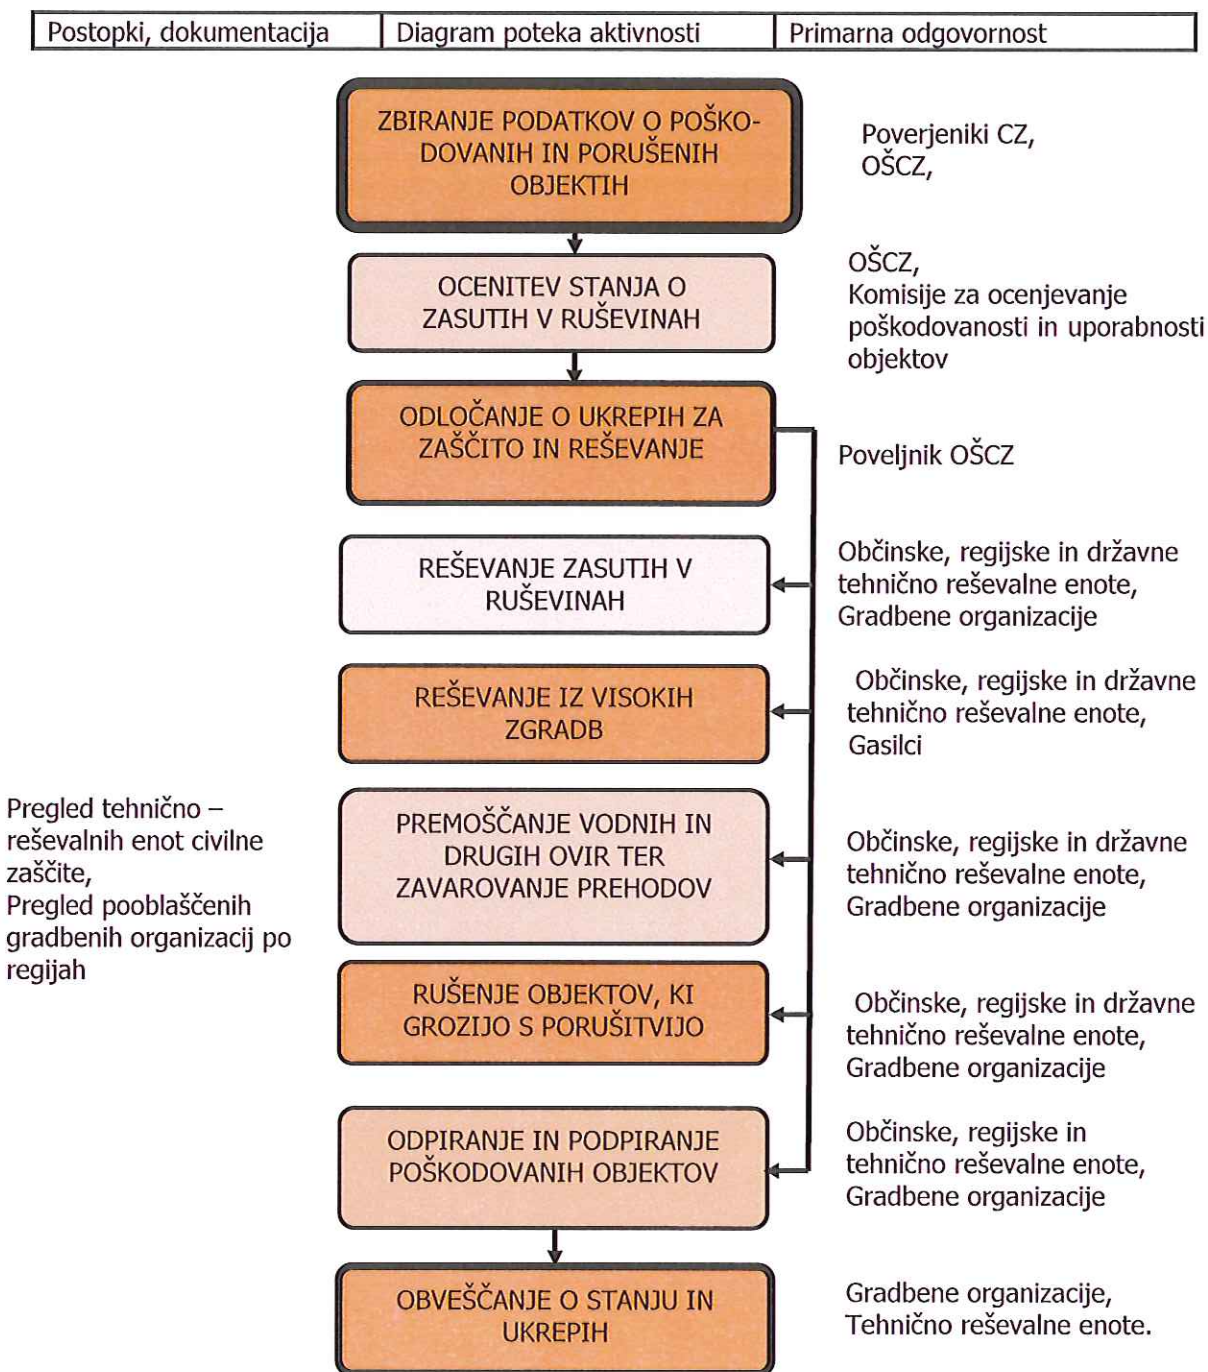 Postopki, dokumentacija
Diagram poteka aktivnosti
Primarna odgovornost
ZBIRANJE PODATKOV O POŠKO-
DOVANIH IN PORUŠENIH
OBJEKTIH
Poverjeniki CZ,
OŠCZ,
OCENITEV STANJA O
ZASUTIH V RUŠEVINAH
OŠCZ,
Komisije za ocenjevanje
poškodovanosti in uporabnosti
objektov
ODLOČANJE O UKREPIH ZA
ZAŠČITO IN REŠEVANJE
Poveljnik OŠCZ
REŠEVANJE ZASUTIH V
RUŠEVINAH
Občinske, regijske in državne
tehnično reševalne enote,
Gradbene organizacije
REŠEVANJE IZ VISOKIH
ZGRADB
Občinske, regijske in državne
tehnično reševalne enote,
Gasilci
Pregled tehnično –
reševalnih enot civilne
zaščite,
Pregled pooblaščenih
gradbenih organizacij po
regijah
PREMOŠČANJE VODNIH IN
DRUGIH OVIR TER
ZAVAROVANJE PREHODOV
Občinske, regijske in državne
tehnično reševalne enote,
Gradbene organizacije
RUŠENJE OBJEKTOV, KI
GROZIJO S PORUŠITVIJO
Občinske, regijske in državne
tehnično reševalne enote,
Gradbene organizacije
ODPIRANJE IN PODPIRANJE
POŠKODOVANIH OBJEKTOV
Občinske, regijske in
tehnično reševalne enote,
Gradbene organizacije
OBVEŠČANJE O STANJU IN
UKREPIH
Gradbene organizacije,
Tehnično reševalne enote.